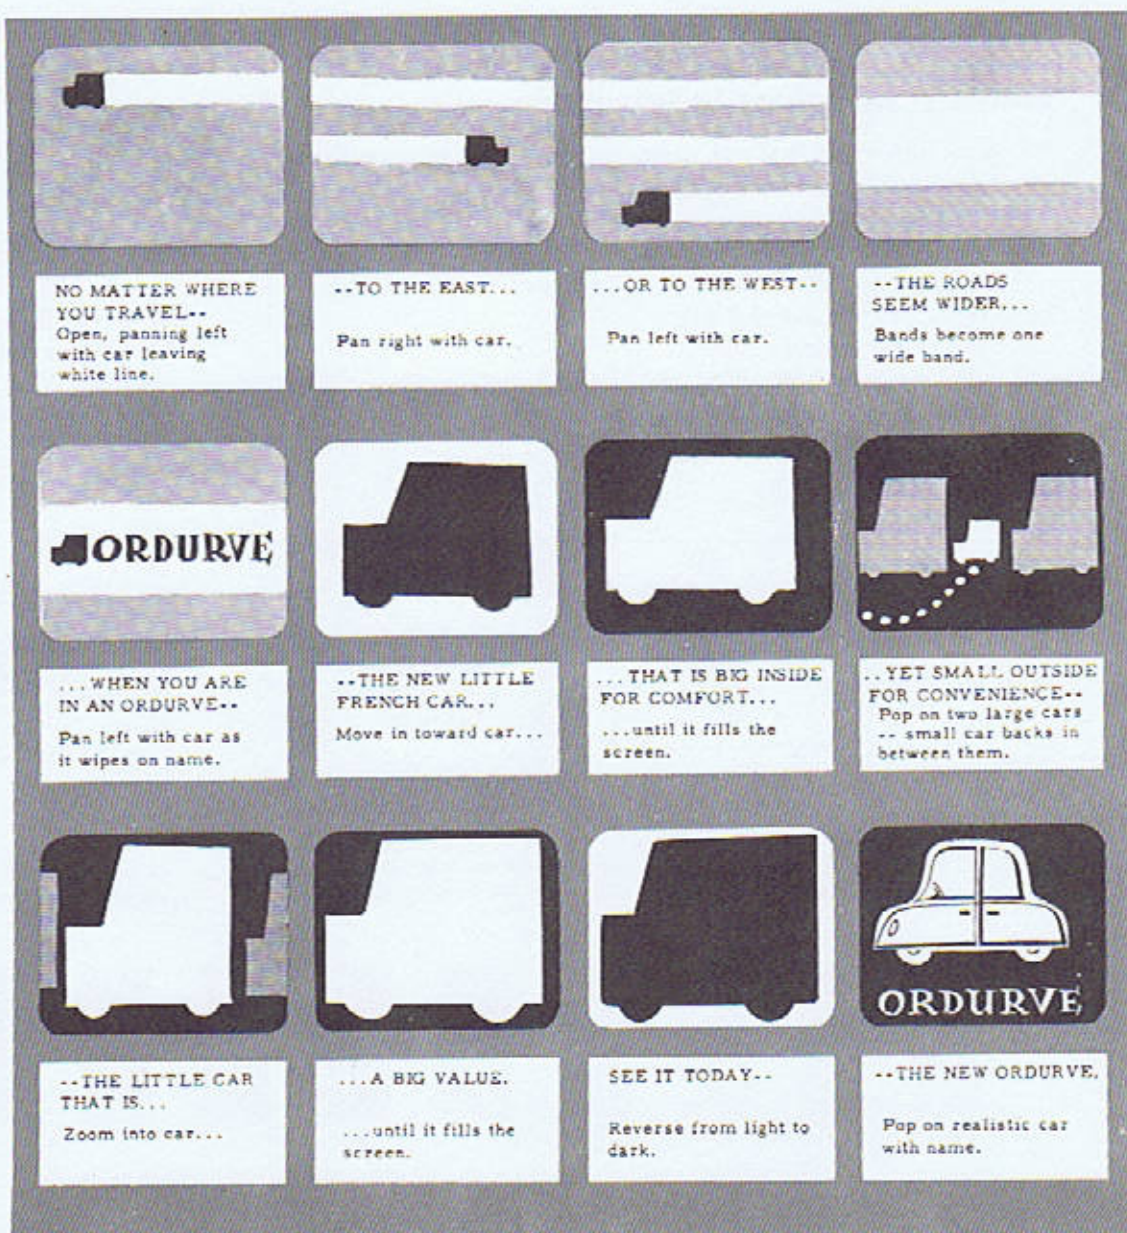 NO MATTER WHERE
YOU TRAVEL--
Open, panning left
with car leaving
white line.
--TO THE EAST...
Pan right with car.
...OR TO THE WEST--
Pan left with car.
--THE ROADS
SEEM WIDER...
Bands become one
wide band.
ORDURVE
...WHEN YOU ARE
IN AN ORDURVE--
Pan left with car as
it wipes on name.
--THE NEW LITTLE
FRENCH CAR...
Move in toward car...
...THAT IS BIG INSIDE
FOR COMFORT...
...until it fills the
screen.
..YET SMALL OUTSIDE
FOR CONVENIENCE--
Pop on two large cars
-- small car backs in
between them.
--THE LITTLE CAR
THAT IS...
Zoom into car...
...A BIG VALUE.
...until it fills the
screen.
SEE IT TODAY--
Reverse from light to
dark.
ORDURVE
--THE NEW ORDURVE.
Pop on realistic car
with name.